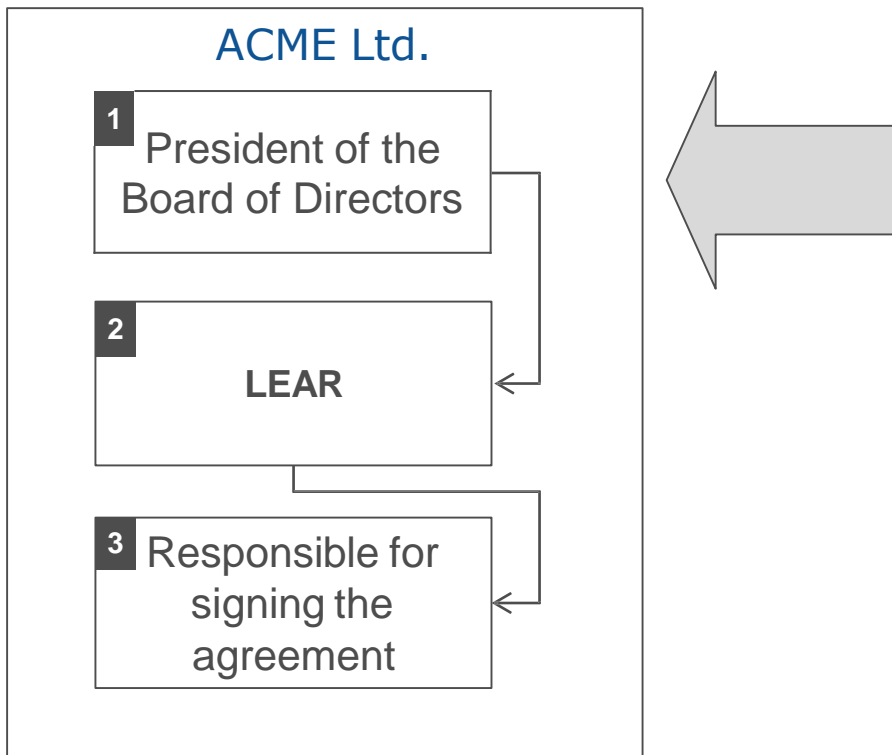 ACME Ltd.
1
President of the
Board of Directors
2
LEAR
3
Responsible for
signing the
agreement